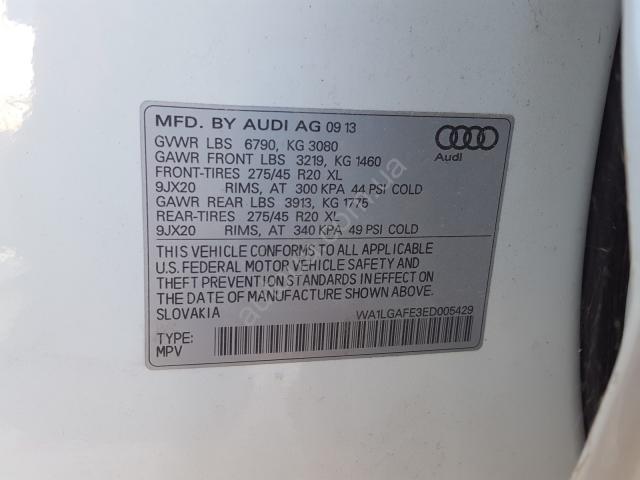 MFD. BY AUDI AG 09 13
GVWR LBS 6790, KG 3080
GAWR FRONT LBS 3219, KG 1460
FRONT-TIRES 275/45 R20 XL
9JX20 RIMS, AT 300 KPA 44 PSI COLD
GAWR REAR LBS 3913, KG 1775
REAR-TIRES 275/45 R20 XL
9JX20 RIMS, AT 340 KPA 49 PSI COLD
Audi
THIS VEHICLE CONFORMS TO ALL APPLICABLE
U.S. FEDERAL MOTOR VEHICLE SAFETY AND
THEFT PREVENTION STANDARDS IN EFFECT ON
THE DATE OF MANUFACTURE SHOWN ABOVE.
SLOVAKIA WA1LGAFE3ED005429
TYPE:
MPV